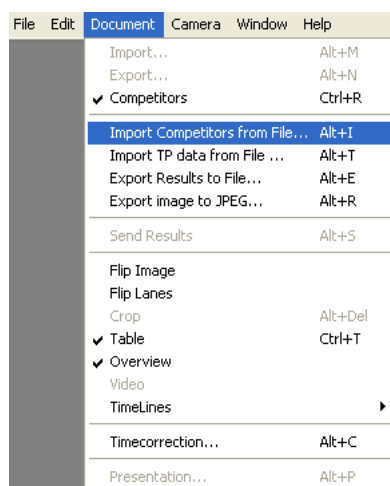 File Edit Document Camera Window Help
Import... Alt+M
Export... Alt+N
Competitors Ctrl+R
Import Competitors from File... Alt+I
Import TP data from File ... Alt+T
Export Results to File... Alt+E
Export image to JPEG... Alt+R
Send Results Alt+S
Flip Image
Flip Lanes
Crop Alt+Del
Table Ctrl+T
Overview
Video
TimeLines
Timecorrection... Alt+C
Presentation... Alt+P